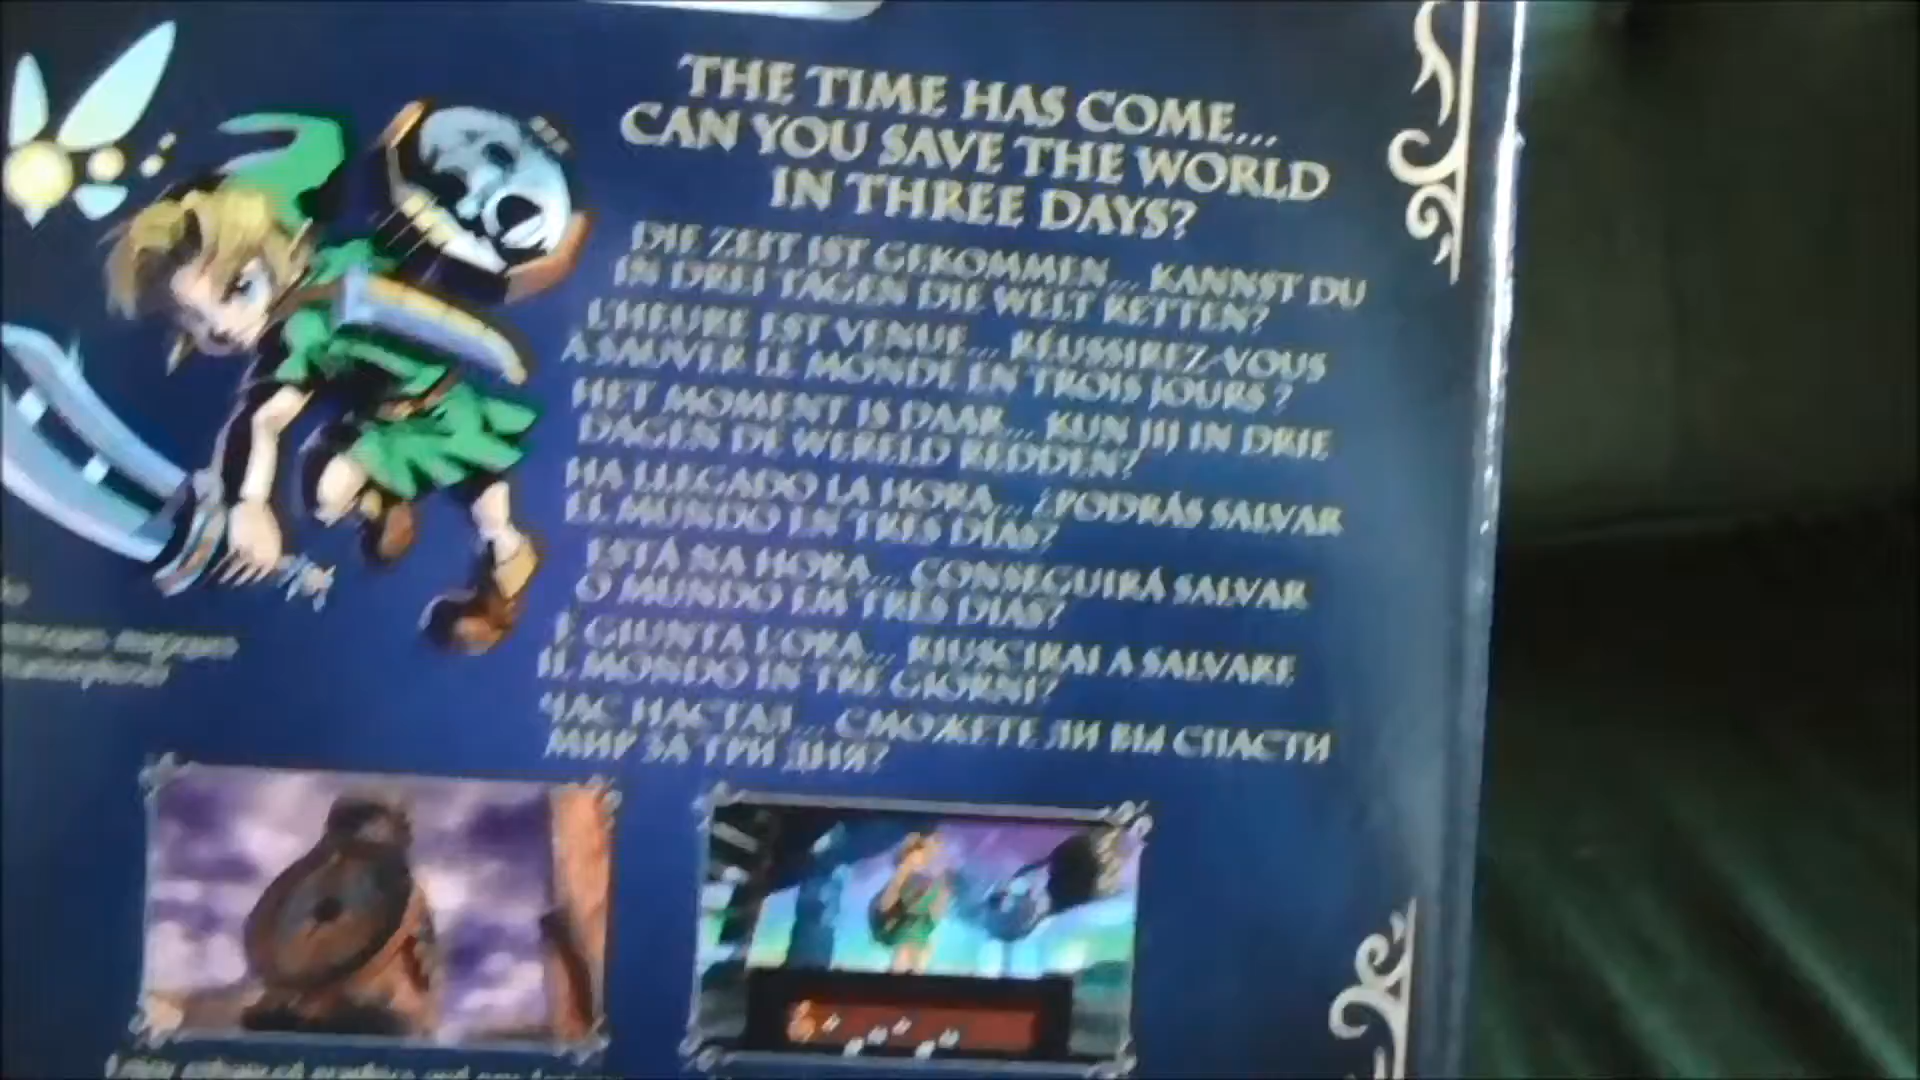 THE TIME HAS COME...
CAN YOU SAVE THE WORLD
IN THREE DAYS?
DIE ZEIT IST GEKOMMEN... KANNST DU
IN DREI TAGEN DIE WELT RETTEN?
L'HEURE EST VENUE... RÉUSSIREZ-VOUS
À SAUVER LE MONDE EN TROIS JOURS ?
HET MOMENT IS DAAR... KUN JIJ IN DRIE
DAGEN DE WERELD REDDEN?
HA LLEGADO LA HORA... ¿PODRÁS SALVAR
EL MUNDO EN TRES DÍAS?
ESTÁ NA HORA... CONSEGUIRÁ SALVAR
O MUNDO EM TRÊS DIAS?
È GIUNTA L'ORA... RIUSCIRAI A SALVARE
IL MONDO IN TRE GIORNI?
ЧАС НАСТАЛ... СМОЖЕТЕ ЛИ ВЫ СПАСТИ
МИР ЗА ТРИ ДНЯ?